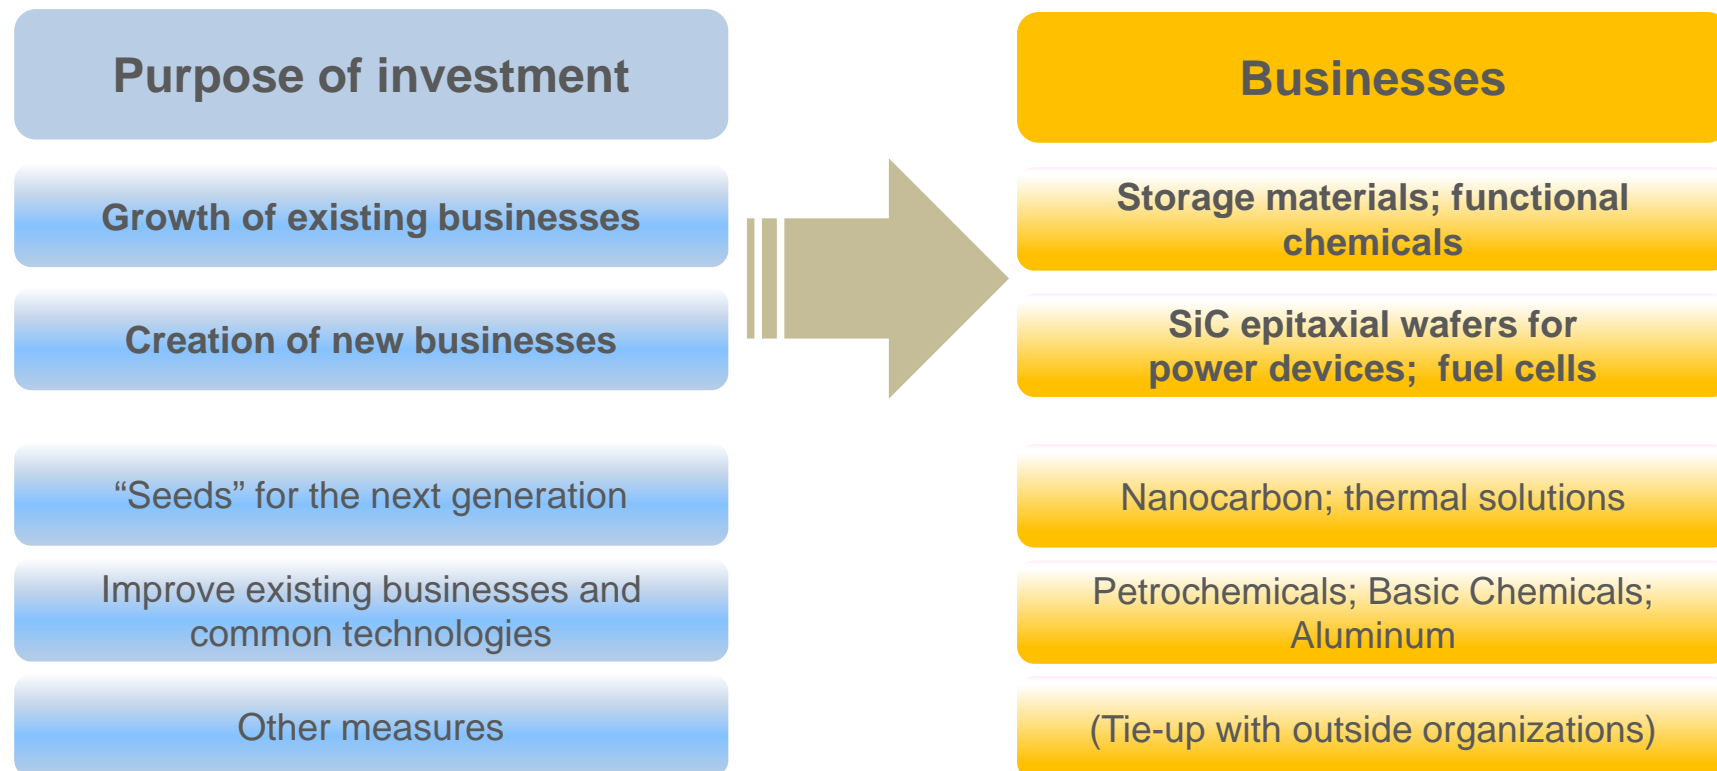 Purpose of investment
Businesses
Growth of existing businesses
Storage materials; functional
chemicals
Creation of new businesses
SiC epitaxial wafers for
power devices;  fuel cells
“Seeds” for the next generation
Nanocarbon; thermal solutions
Improve existing businesses and
common technologies
Petrochemicals; Basic Chemicals;
Aluminum
Other measures
(Tie-up with outside organizations)